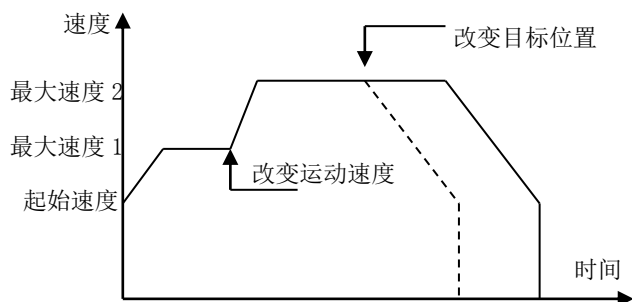 速度
改变目标位置
最大速度 2
最大速度 1
改变运动速度
起始速度
时间